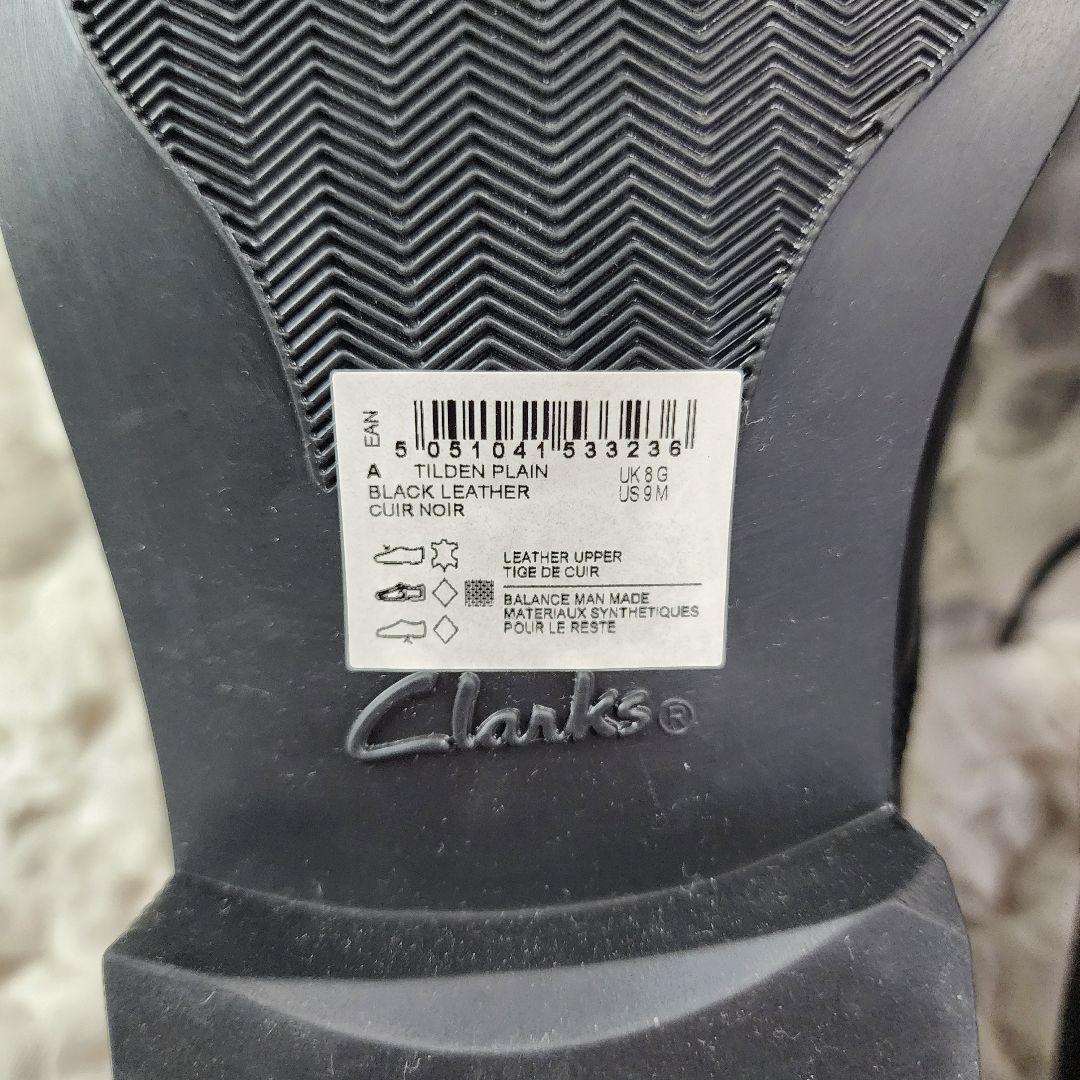 EAN
5 051041 533236
A TILDEN PLAIN UK 8 G
BLACK LEATHER US 9 M
CUIR NOIR
LEATHER UPPER
TIGE DE CUIR
BALANCE MAN MADE
MATERIAUX SYNTHETIQUES
POUR LE RESTE
Clarks®